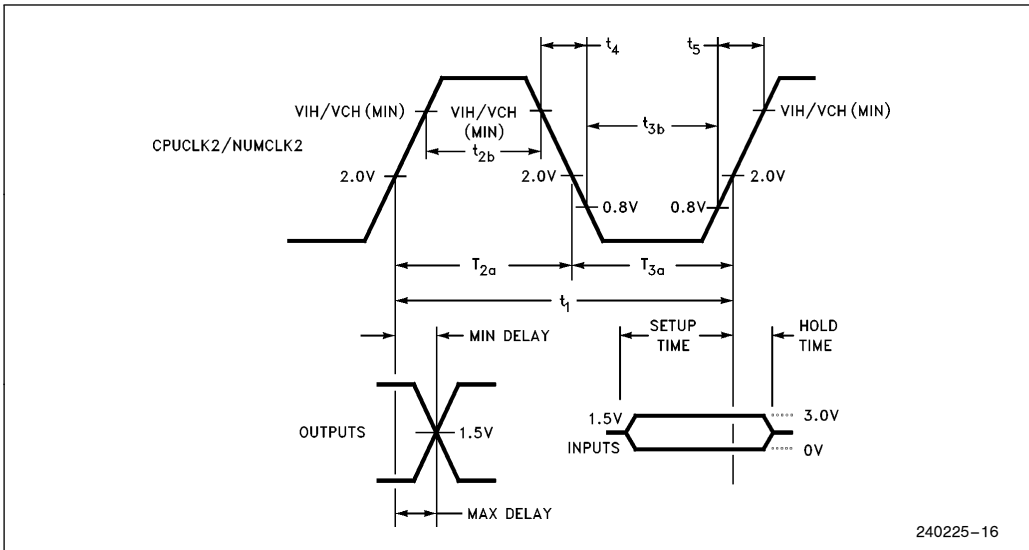 t4
t5
VIH/VCH (MIN)
VIH/VCH
(MIN)
VIH/VCH (MIN)
t3b
CPUCLK2/NUMCLK2
t2b
2.0V
2.0V
2.0V
0.8V
0.8V
T2a
T3a
t1
MIN DELAY
SETUP
TIME
HOLD
TIME
1.5V
3.0V
OUTPUTS
1.5V
INPUTS
0V
MAX DELAY
240225-16